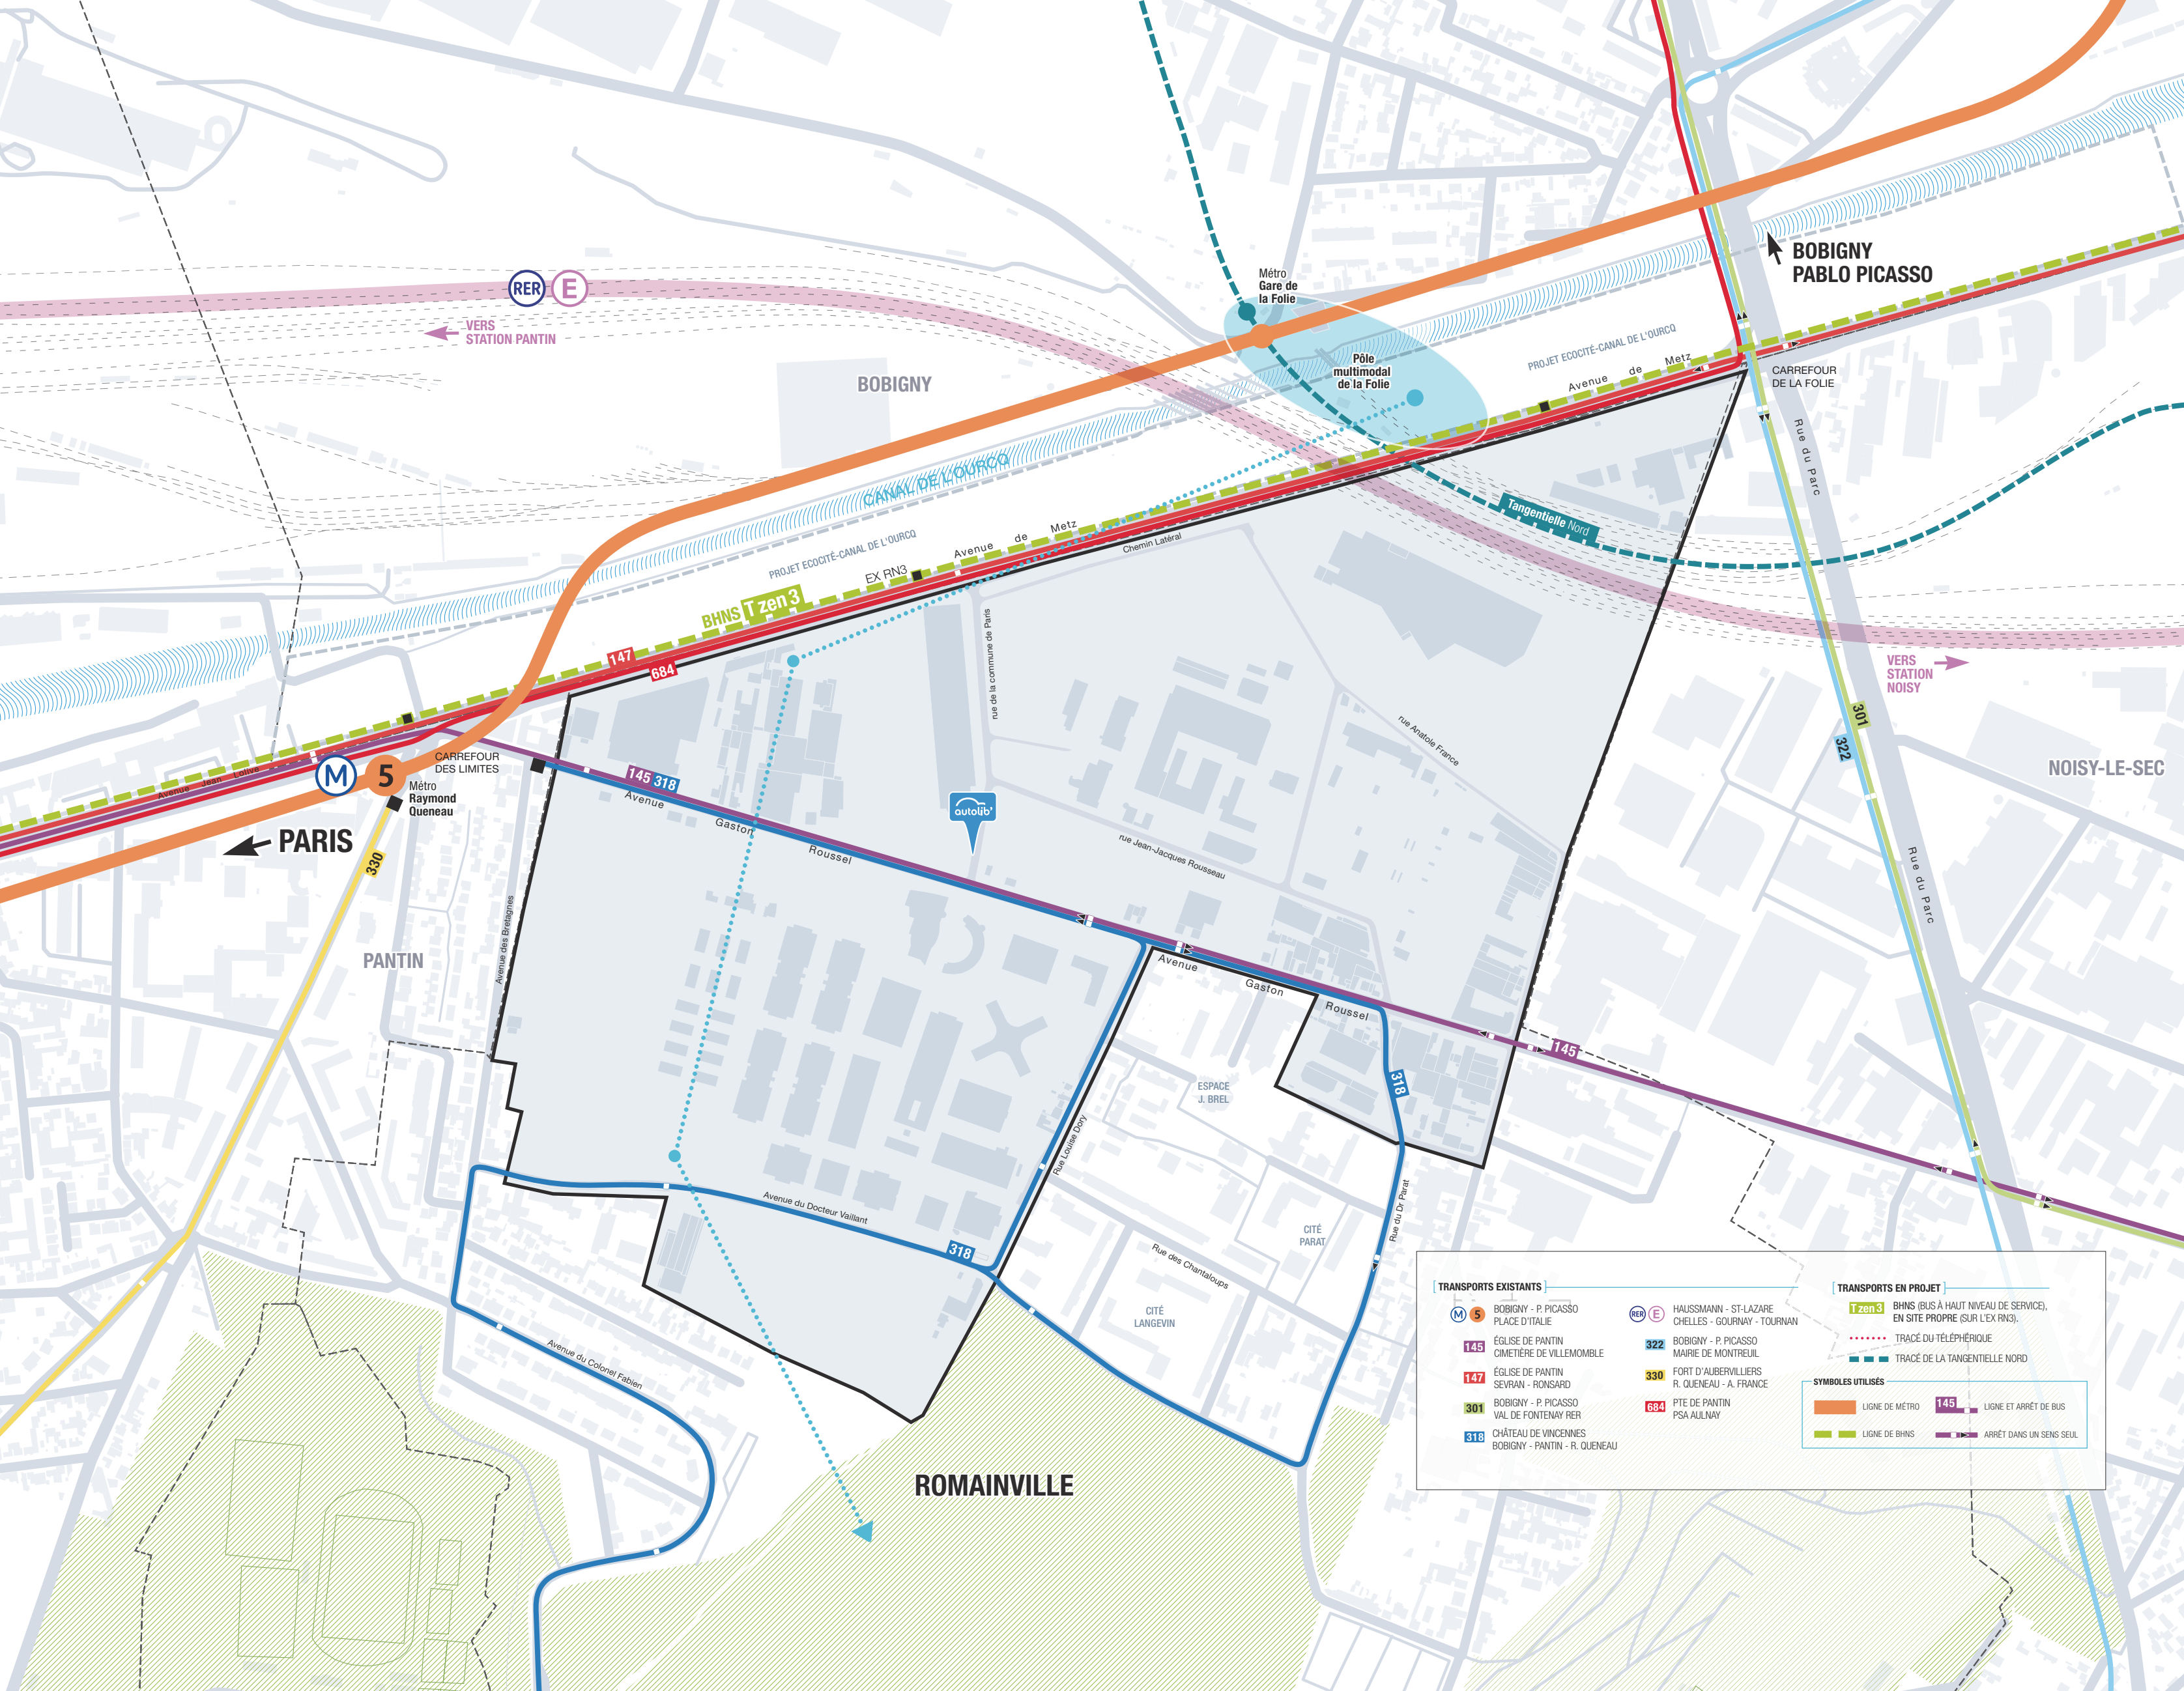 RER E
VERS
STATION PANTIN
BOBIGNY
Métro
Gare de
la Folie
Pôle
multimodal
de la Folie
BOBIGNY
PABLO PICASSO
PROJET ECOCITÉ-CANAL DE L'OURCQ
Avenue de Metz
CARREFOUR
DE LA FOLIE
Rue du Parc
CANAL DE L'OURCQ
PROJET ECOCITÉ-CANAL DE L'OURCQ
EX RN3
Avenue de Metz
Chemin Latéral
Tangentielle Nord
BHNS T zen 3
147
684
rue de la commune de Paris
rue Anatole France
VERS
STATION
NOISY
301
322
NOISY-LE-SEC
CARREFOUR
DES LIMITES
Avenue Jean Lolive
M 5
Métro
Raymond
Queneau
PARIS
330
145 318
Avenue Gaston Roussel
autolib'
rue Jean-Jacques Rousseau
Rue du Parc
PANTIN
Avenue des Bretagnes
Avenue Gaston Roussel
145
318
ESPACE
J. BREL
Rue Louise Dory
Avenue du Docteur Vaillant
318
Rue du Dr Parat
CITÉ
PARAT
Rue des Chantaloups
CITÉ
LANGEVIN
Avenue du Colonel Fabien
ROMAINVILLE
TRANSPORTS EXISTANTS
M 5 BOBIGNY - P. PICASSO
PLACE D'ITALIE
145 ÉGLISE DE PANTIN
CIMETIÈRE DE VILLEMOMBLE
147 ÉGLISE DE PANTIN
SEVRAN - RONSARD
301 BOBIGNY - P. PICASSO
VAL DE FONTENAY RER
318 CHÂTEAU DE VINCENNES
BOBIGNY - PANTIN - R. QUENEAU
RER E HAUSSMANN - ST-LAZARE
CHELLES - GOURNAY - TOURNAN
322 BOBIGNY - P. PICASSO
MAIRIE DE MONTREUIL
330 FORT D'AUBERVILLIERS
R. QUENEAU - A. FRANCE
684 PTE DE PANTIN
PSA AULNAY
TRANSPORTS EN PROJET
T zen 3 BHNS (BUS À HAUT NIVEAU DE SERVICE),
EN SITE PROPRE (SUR L'EX RN3).
TRACÉ DU TÉLÉPHÉRIQUE
TRACÉ DE LA TANGENTIELLE NORD
SYMBOLES UTILISÉS
LIGNE DE MÉTRO
145 LIGNE ET ARRÊT DE BUS
LIGNE DE BHNS
ARRÊT DANS UN SENS SEUL